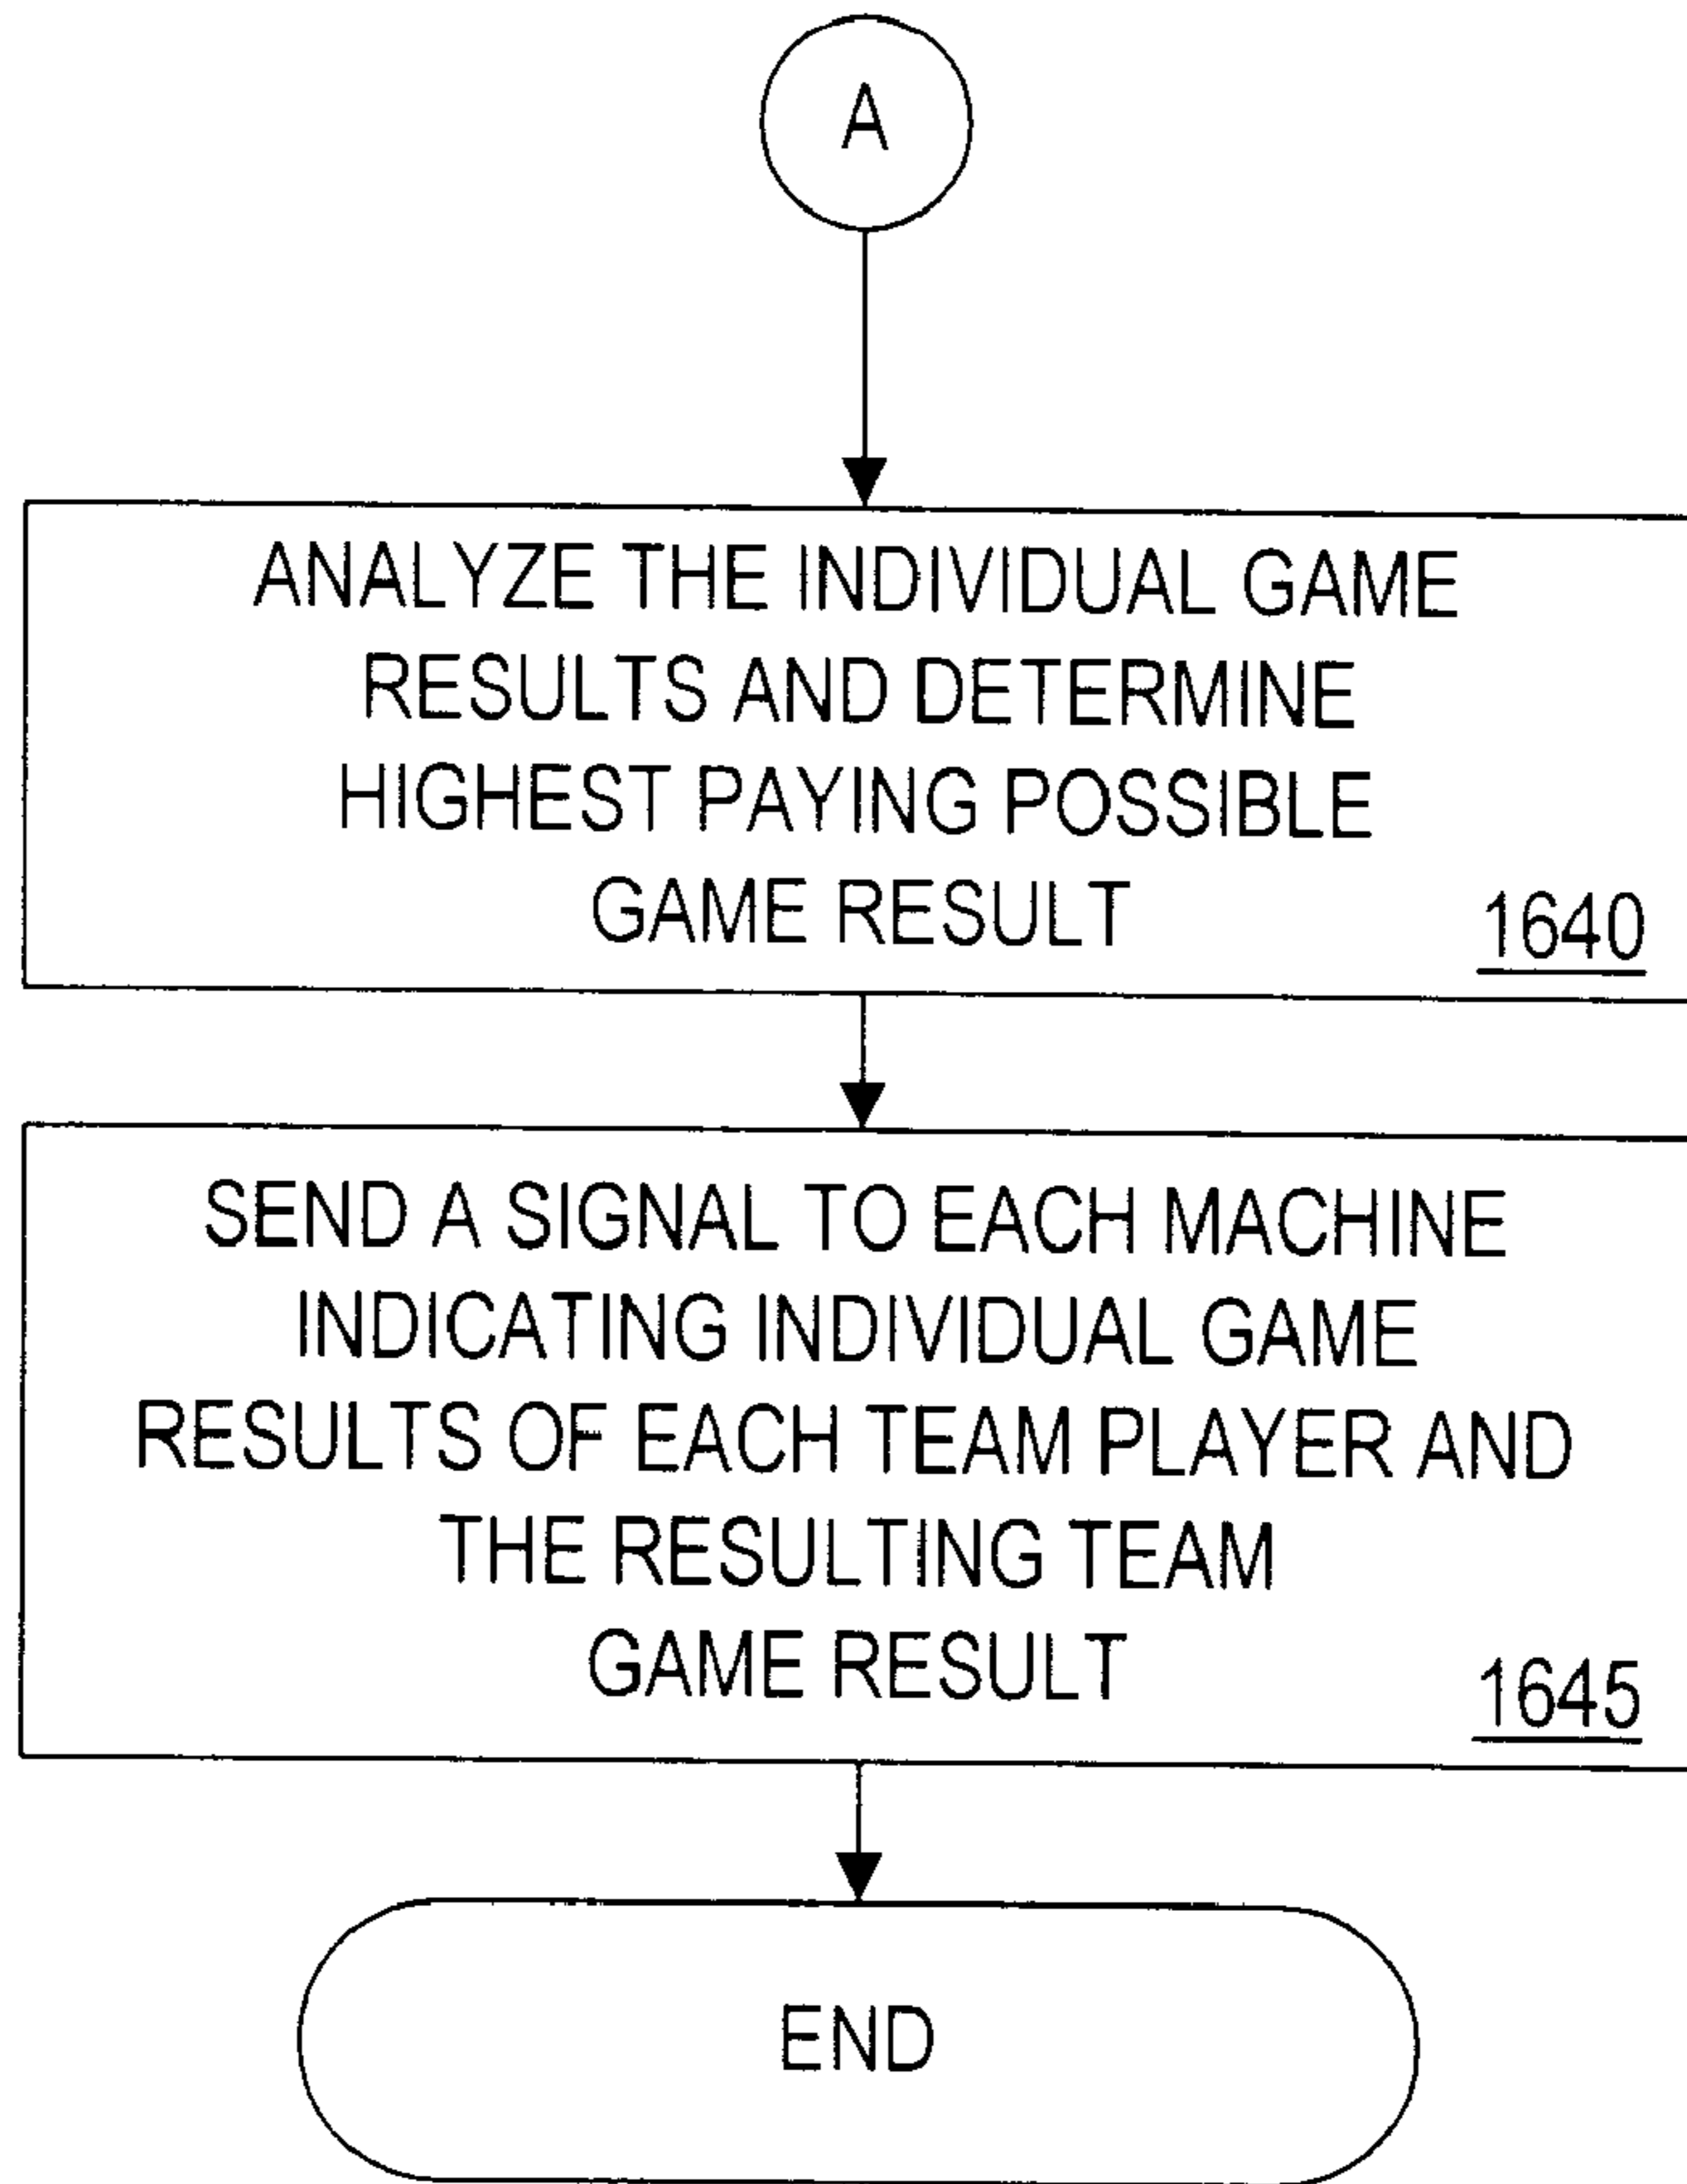 A
ANALYZE THE INDIVIDUAL GAME
RESULTS AND DETERMINE
HIGHEST PAYING POSSIBLE
GAME RESULT
1640
SEND A SIGNAL TO EACH MACHINE
INDICATING INDIVIDUAL GAME
RESULTS OF EACH TEAM PLAYER AND
THE RESULTING TEAM
GAME RESULT
1645
END